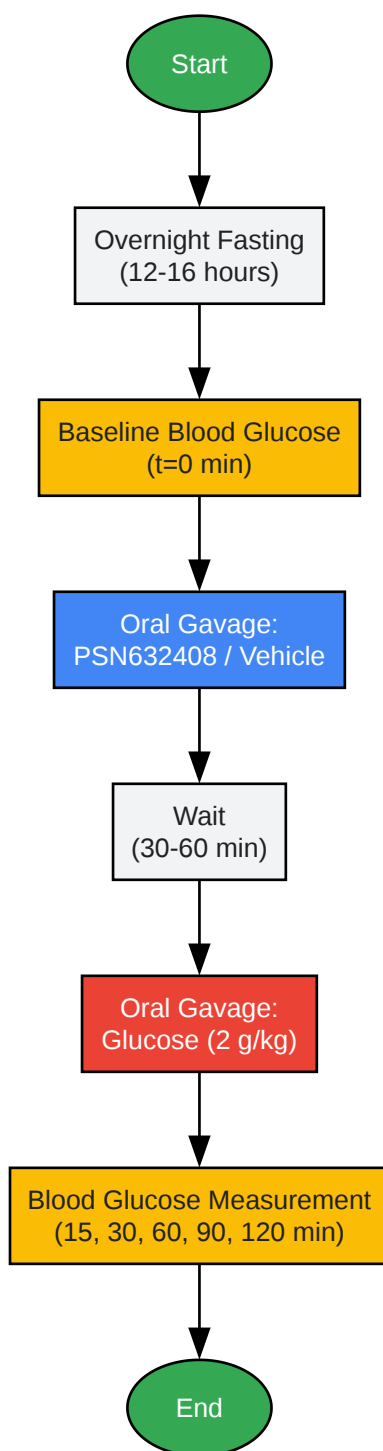 Start
Overnight Fasting
(12-16 hours)
Baseline Blood Glucose
(t=0 min)
Oral Gavage:
PSN632408 / Vehicle
Wait
(30-60 min)
Oral Gavage:
Glucose (2 g/kg)
Blood Glucose Measurement
(15, 30, 60, 90, 120 min)
End